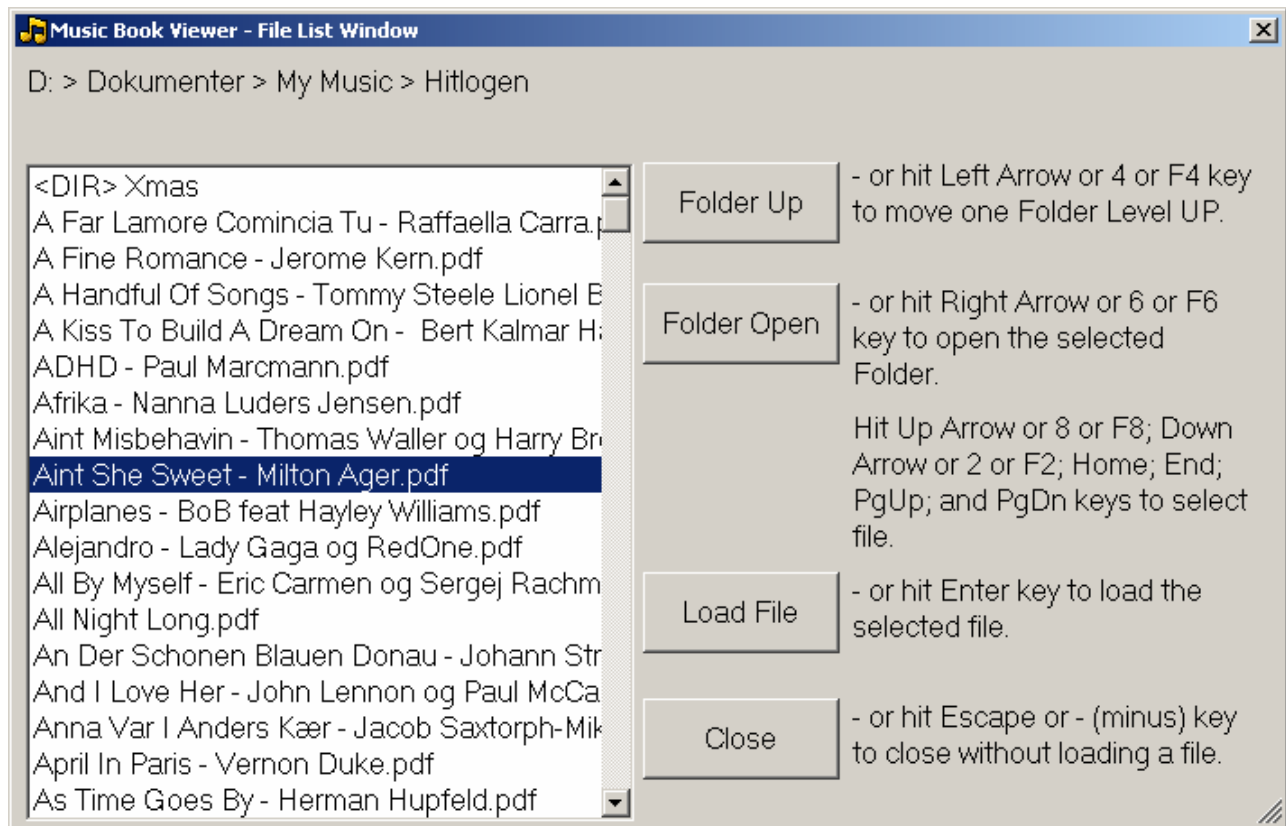 Music Book Viewer - File List Window
D: > Dokumenter > My Music > Hitlogen
<DIR> Xmas
A Far Lamore Comincia Tu - Raffaella Carra.p
A Fine Romance - Jerome Kern.pdf
A Handful Of Songs - Tommy Steele Lionel B
A Kiss To Build A Dream On -  Bert Kalmar Ha
ADHD - Paul Marcmann.pdf
Afrika - Nanna Luders Jensen.pdf
Aint Misbehavin - Thomas Waller og Harry Bro
Aint She Sweet - Milton Ager.pdf
Airplanes - BoB feat Hayley Williams.pdf
Alejandro - Lady Gaga og RedOne.pdf
All By Myself - Eric Carmen og Sergej Rachm
All Night Long.pdf
An Der Schonen Blauen Donau - Johann Str
And I Love Her - John Lennon og Paul McCa
Anna Var I Anders Kær - Jacob Saxtorph-Mik
April In Paris - Vernon Duke.pdf
As Time Goes By - Herman Hupfeld.pdf
Folder Up
- or hit Left Arrow or 4 or F4 key
to move one Folder Level UP.
Folder Open
- or hit Right Arrow or 6 or F6
key to open the selected
Folder.
Hit Up Arrow or 8 or F8; Down
Arrow or 2 or F2; Home; End;
PgUp; and PgDn keys to select
file.
Load File
- or hit Enter key to load the
selected file.
Close
- or hit Escape or - (minus) key
to close without loading a file.